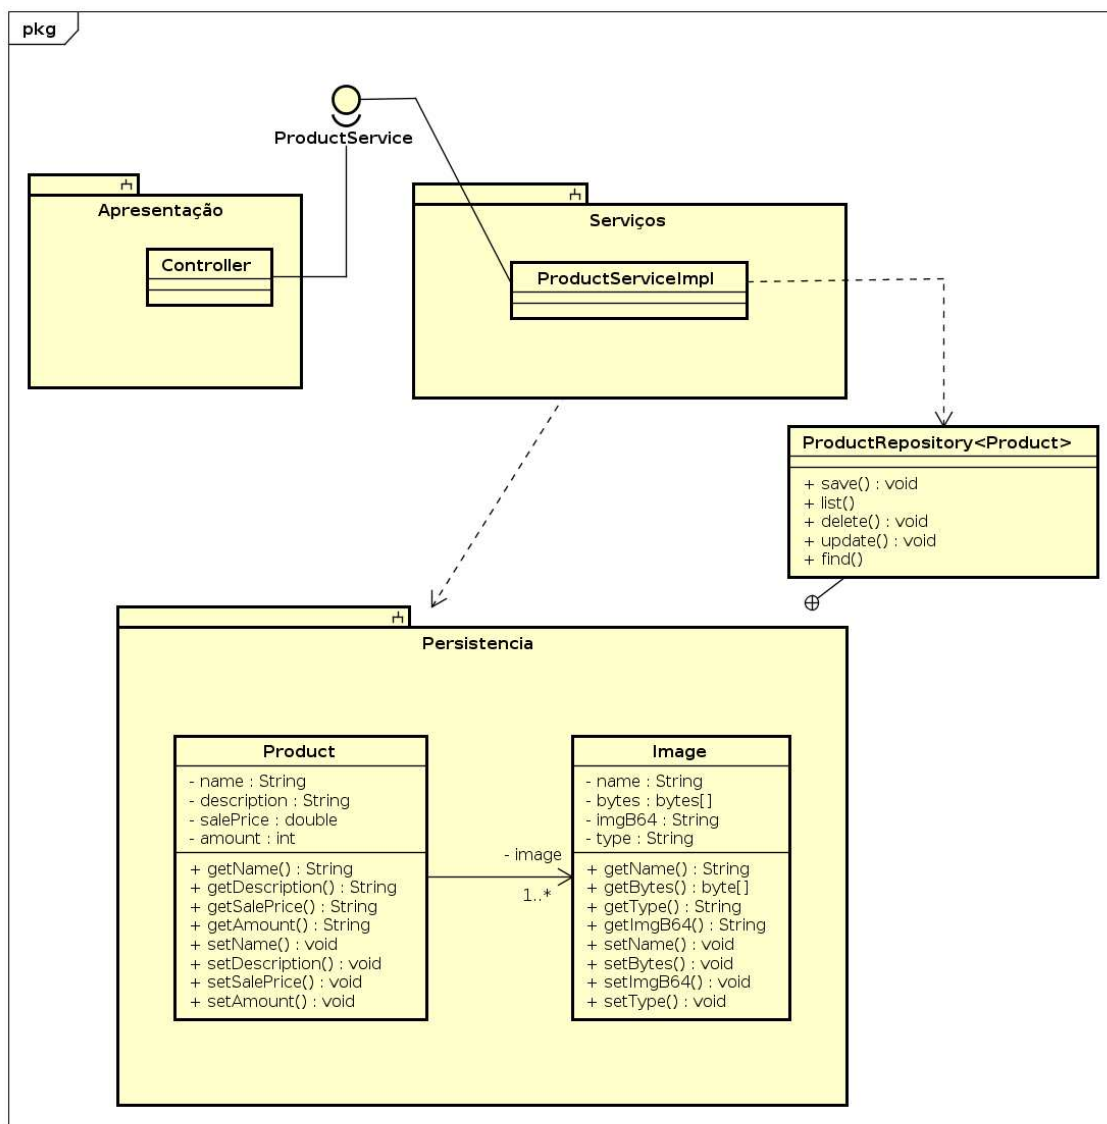 pkg
ProductService
Apresentação
Controller
Serviços
ProductServiceImpl
ProductRepository<Product>
+ save() : void
+ list()
+ delete() : void
+ update() : void
+ find()
Persistencia
Product
- name : String
- description : String
- salePrice : double
- amount : int
+ getName() : String
+ getDescription() : String
+ getSalePrice() : String
+ getAmount() : String
+ setName() : void
+ setDescription() : void
+ setSalePrice() : void
+ setAmount() : void
- image
1..*
Image
- name : String
- bytes : bytes[]
- imgB64 : String
- type : String
+ getName() : String
+ getBytes() : byte[]
+ getType() : String
+ getImgB64() : String
+ setName() : void
+ setBytes() : void
+ setImgB64() : void
+ setType() : void